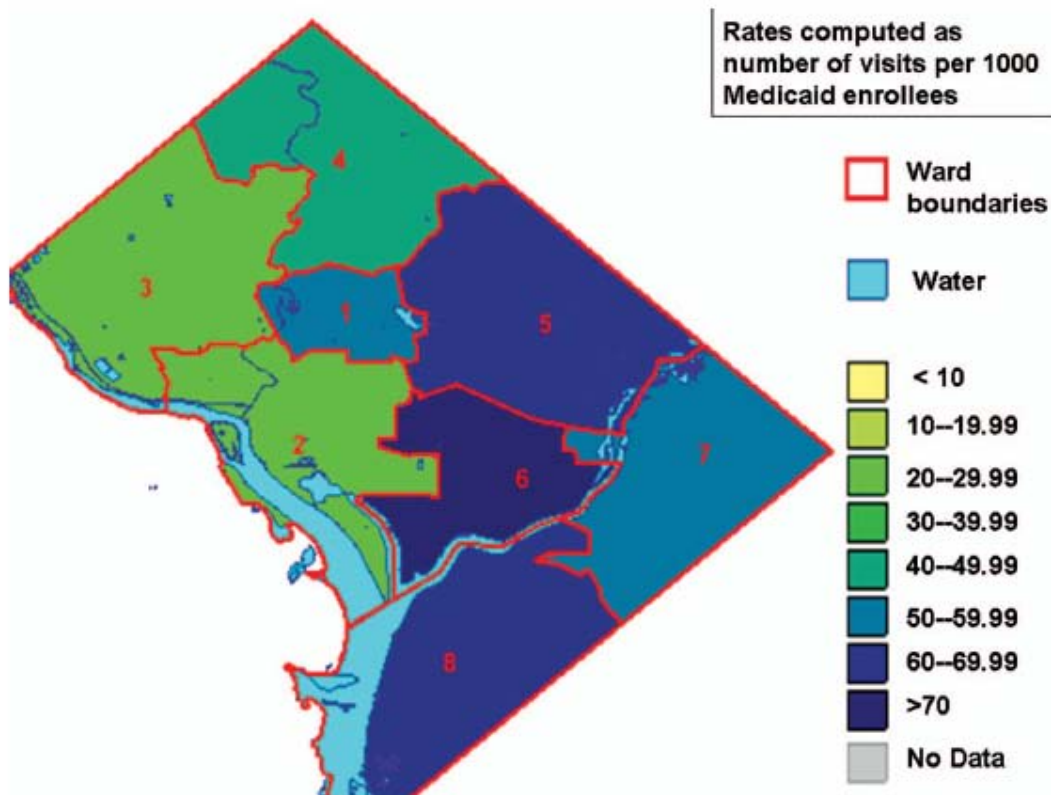 Rates computed as
number of visits per 1000
Medicaid enrollees
Ward
boundaries
Water
< 10
10--19.99
20--29.99
30--39.99
40--49.99
50--59.99
60--69.99
>70
No Data
4
3
1
5
2
7
6
8